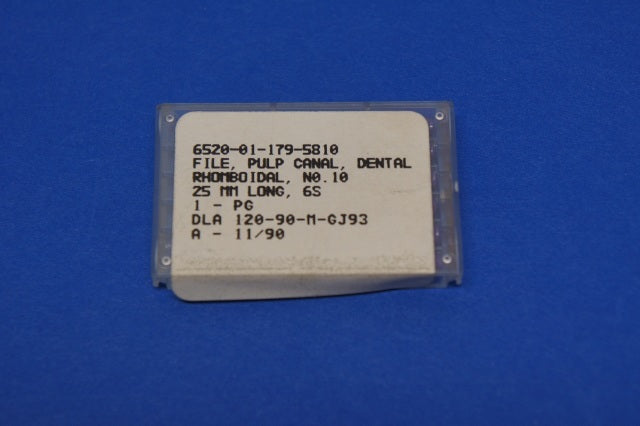 6520-01-179-5810
FILE, PULP CANAL, DENTAL
RHOMBOIDAL, NO.10
25 MM LONG, 6S
1 - PG
DLA 120-90-M-GJ93
A - 11/90